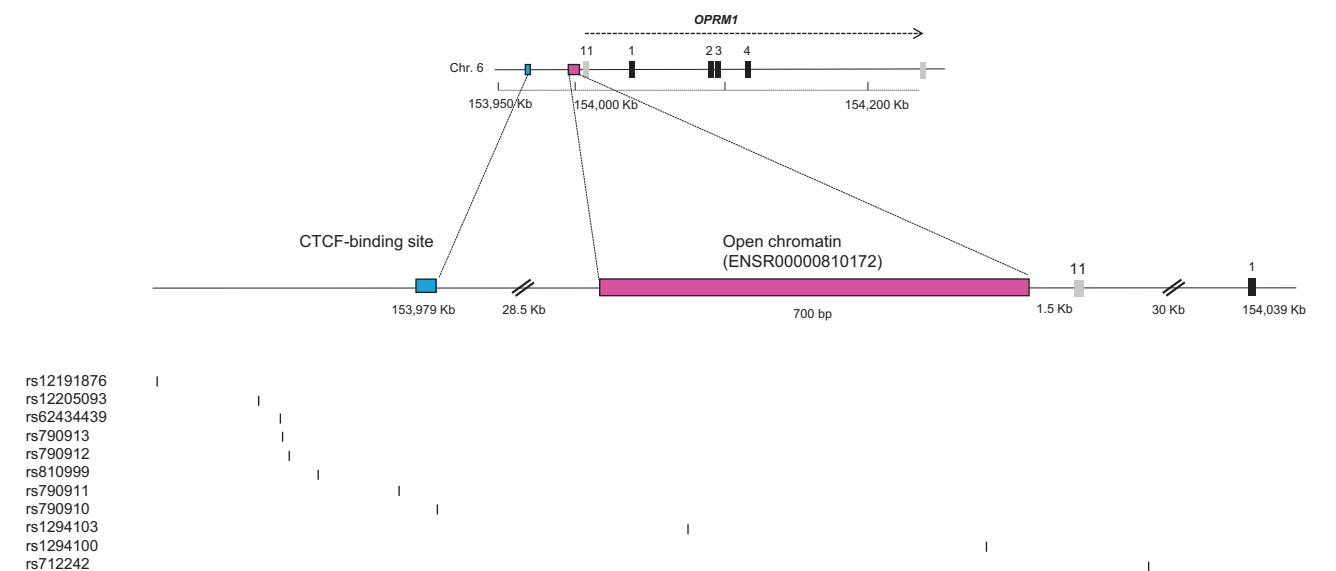 OPRM1
11 1 2 3 4
Chr. 6
153,950 Kb 154,000 Kb 154,200 Kb
CTCF-binding site
Open chromatin
(ENSR00000810172)
11 1
153,979 Kb 28.5 Kb 700 bp 1.5 Kb 30 Kb 154,039 Kb
rs12191876
rs12205093
rs62434439
rs790913
rs790912
rs810999
rs790911
rs790910
rs1294103
rs1294100
rs712242